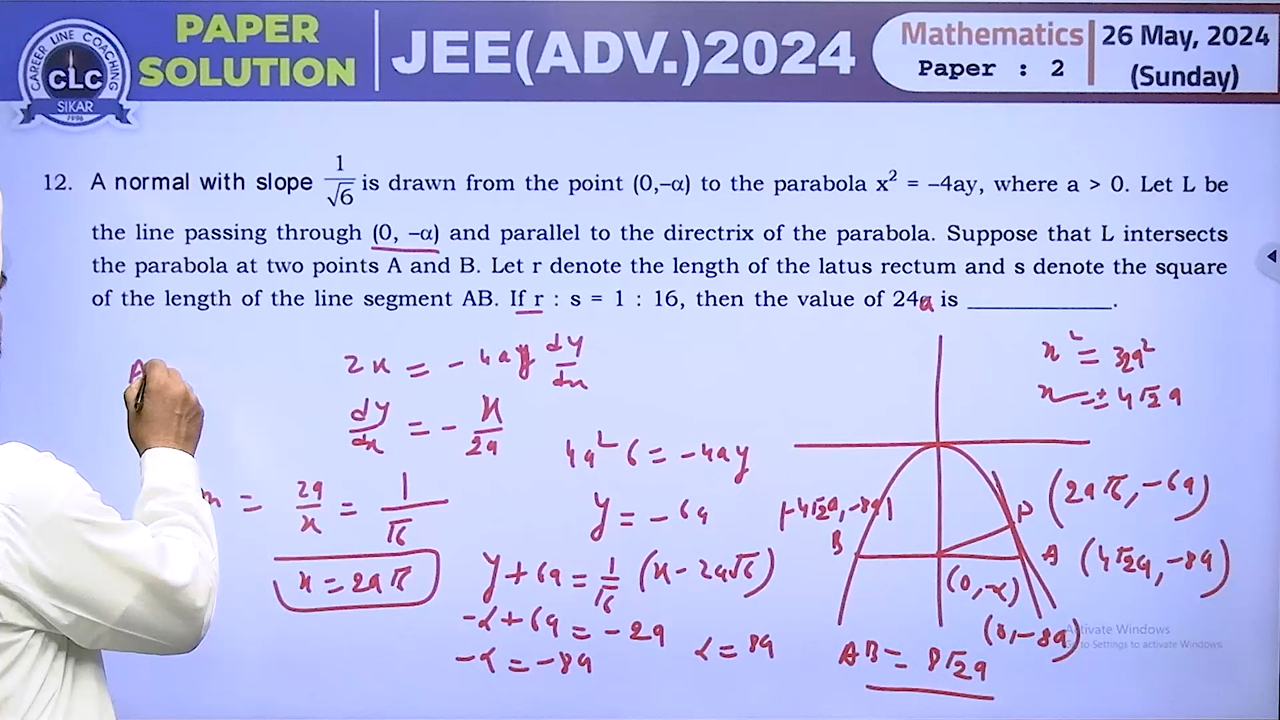 CAREER LINE COACHING
CLC
SIKAR
1996
PAPER
SOLUTION
JEE(ADV.)2024
Mathematics
Paper : 2
26 May, 2024
(Sunday)
12. A normal with slope 1/√6 is drawn from the point (0,–α) to the parabola x² = –4ay, where a > 0. Let L be
the line passing through (0, –α) and parallel to the directrix of the parabola. Suppose that L intersects
the parabola at two points A and B. Let r denote the length of the latus rectum and s denote the square
of the length of the line segment AB. If r : s = 1 : 16, then the value of 24a is ____________.
2x = - 4a dy/dx
dy/dx = - x/2a
= 2a/x = 1/√6
x = 2a√6
4a² 6 = -4ay
y = -6a
y+6a = 1/√6 (x - 2a√6)
-α+6a = -2a
-α = -8a
α = 8a
x² = 32a²
x = ± 4√2 a
(-4√2a, -8a)
B
P (2a√6, -6a)
A (4√2a, -8a)
(0, -α)
(0, -8a)
AB = 8√2a
Activate Windows
Go to Settings to activate Windows.